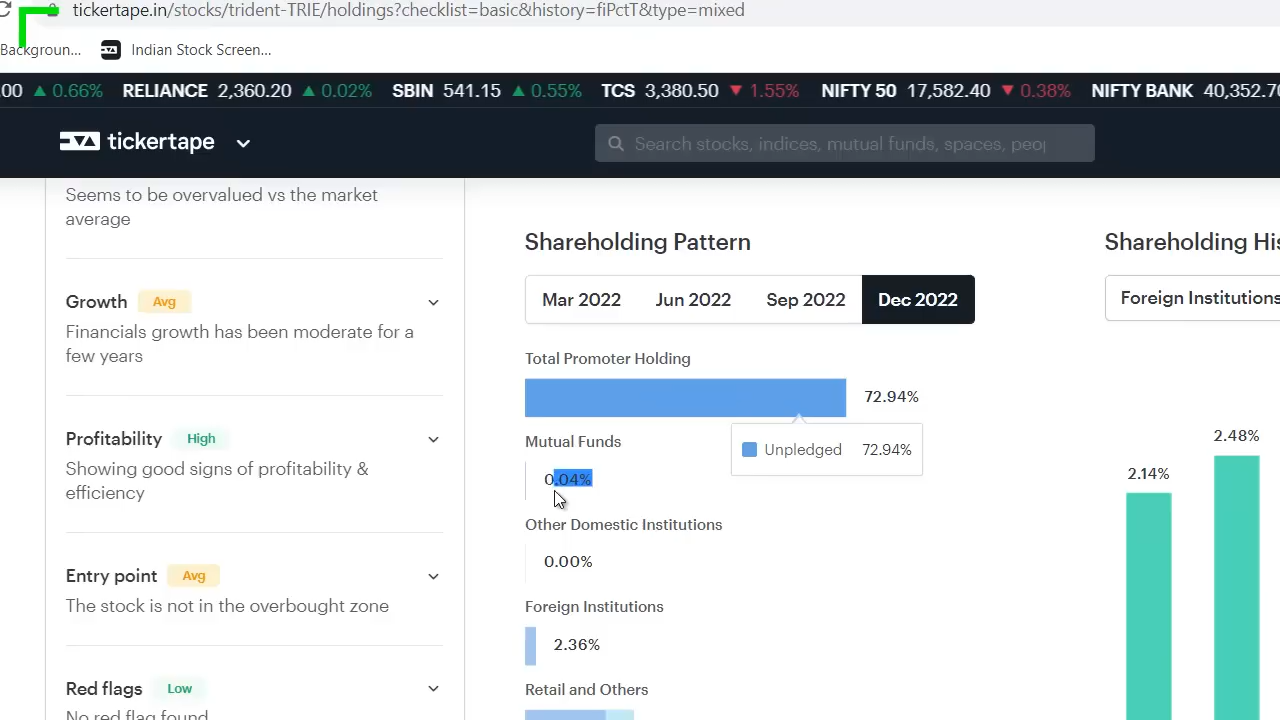 tickertape.in/stocks/trident-TRIE/holdings?checklist=basic&history=fiPctT&type=mixed
Backgroun... Indian Stock Screen...
.00 ▲ 0.66% RELIANCE 2,360.20 ▲ 0.02% SBIN 541.15 ▲ 0.55% TCS 3,380.50 ▼ 1.55% NIFTY 50 17,582.40 ▼ 0.38% NIFTY BANK 40,352.70
tickertape
Search stocks, indices, mutual funds, spaces, peop
Seems to be overvalued vs the market
average
Growth Avg
Financials growth has been moderate for a
few years
Profitability High
Showing good signs of profitability &
efficiency
Entry point Avg
The stock is not in the overbought zone
Red flags Low
No red flag found
Shareholding Pattern
Mar 2022 Jun 2022 Sep 2022 Dec 2022
Total Promoter Holding
72.94%
Unpledged 72.94%
Mutual Funds
0.04%
Other Domestic Institutions
0.00%
Foreign Institutions
2.36%
Retail and Others
Shareholding His
Foreign Institutions
2.14%
2.48%